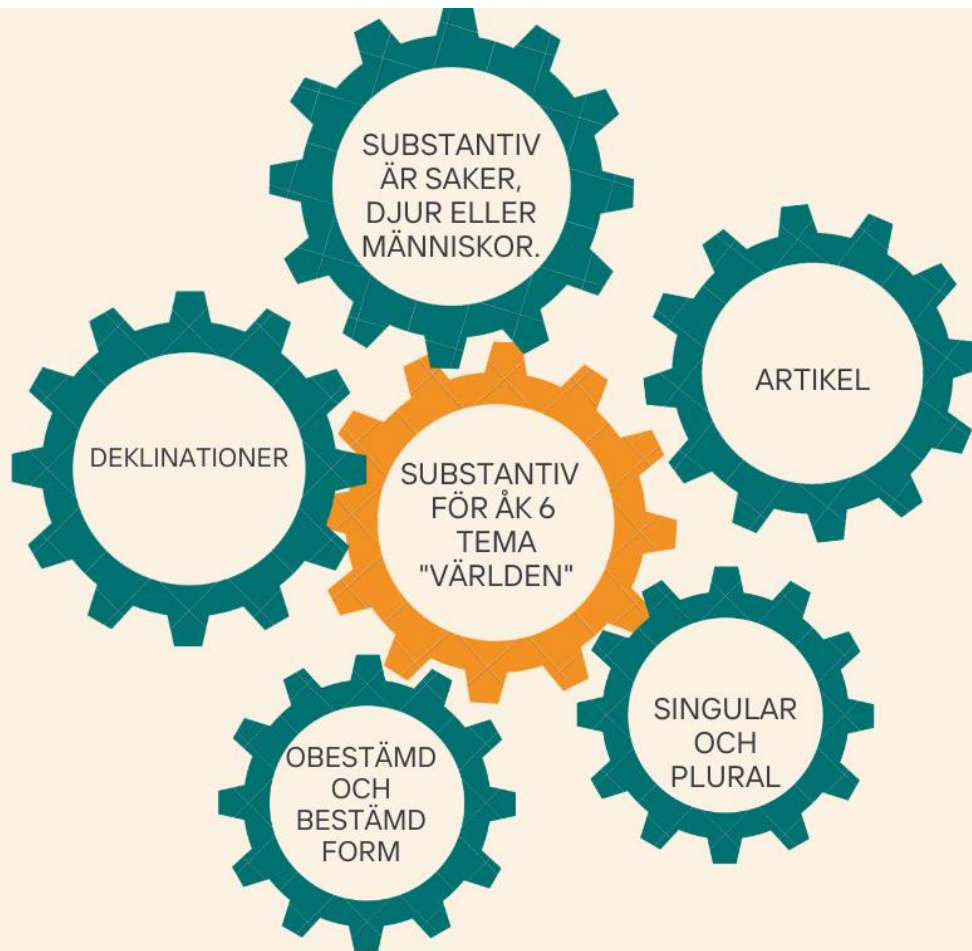 SUBSTANTIV
ÄR SAKER,
DJUR ELLER
MÄNNISKOR.
ARTIKEL
DEKLINATIONER
SUBSTANTIV
FÖR ÅK 6
TEMA
"VÄRLDEN"
SINGULAR
OCH
PLURAL
OBESTÄMD
OCH
BESTÄMD
FORM